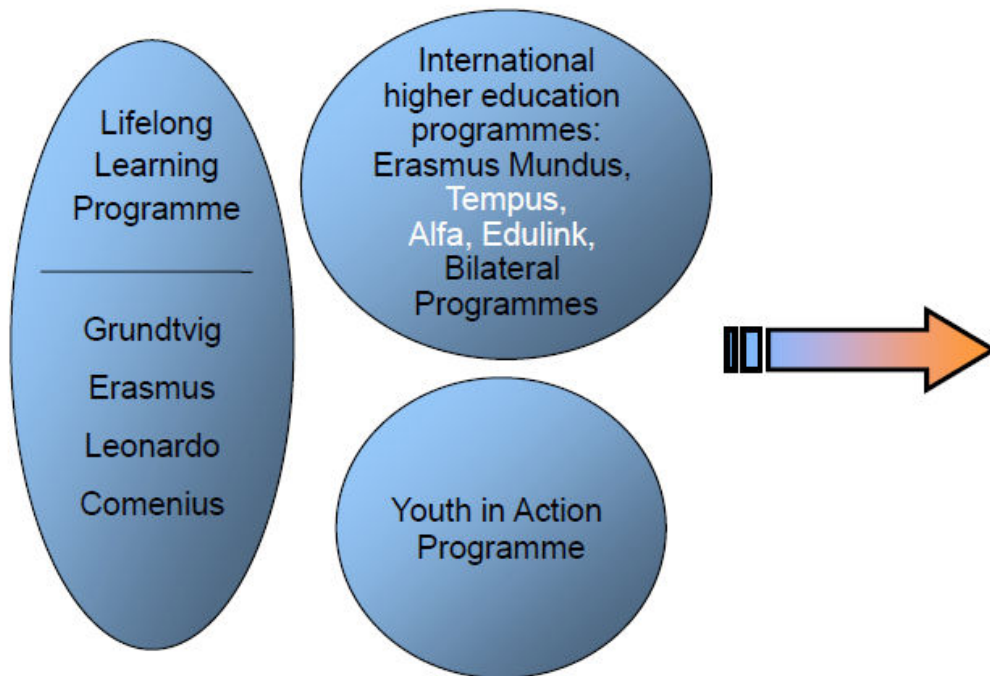 Lifelong
Learning
Programme
Grundtvig
Erasmus
Leonardo
Comenius
International
higher education
programmes:
Erasmus Mundus,
Tempus,
Alfa, Edulink,
Bilateral
Programmes
Youth in Action
Programme